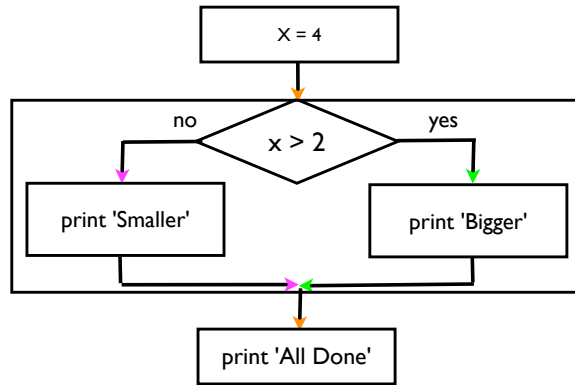 X = 4
no
yes
x > 2
print 'Smaller'
print 'Bigger'
print 'All Done'